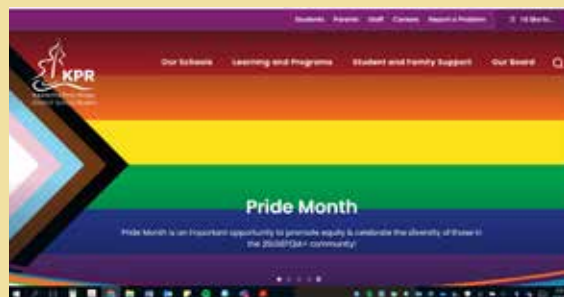 Students Parents Staff Careers Report a Problem
KPR
Our Schools Learning and Programs Student and Family Support Our Board
Pride Month
Pride Month is an important opportunity to promote equity & celebrate the diversity of those in
the 2SLGBTQIA+ community!